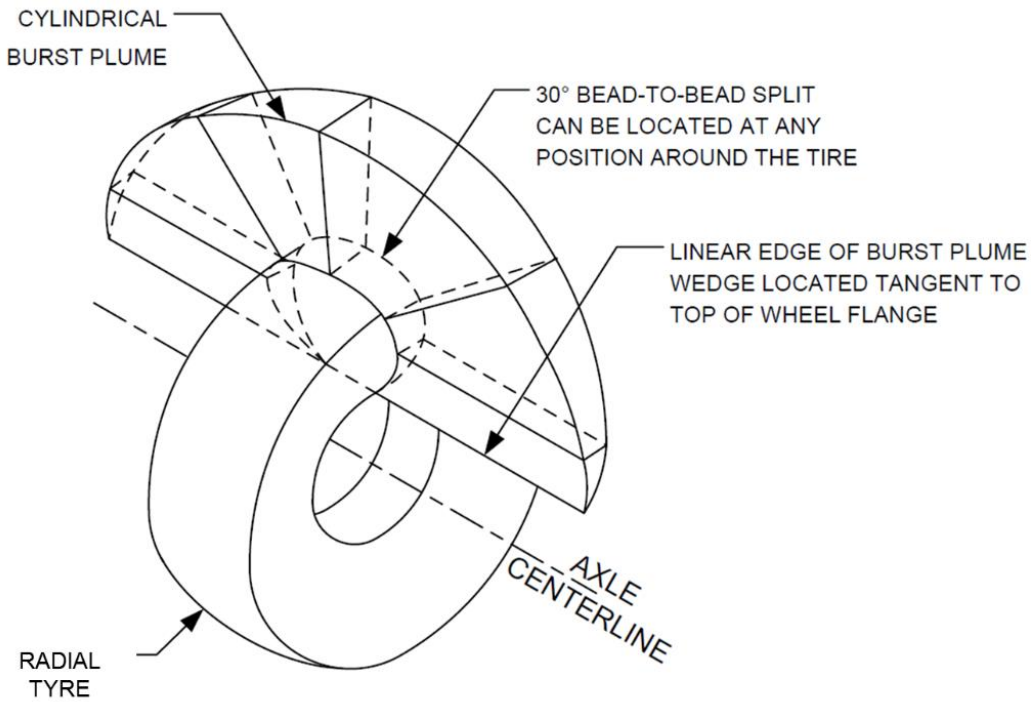 CYLINDRICAL
BURST PLUME
30° BEAD-TO-BEAD SPLIT
CAN BE LOCATED AT ANY
POSITION AROUND THE TIRE
LINEAR EDGE OF BURST PLUME
WEDGE LOCATED TANGENT TO
TOP OF WHEEL FLANGE
AXLE
CENTERLINE
RADIAL
TYRE